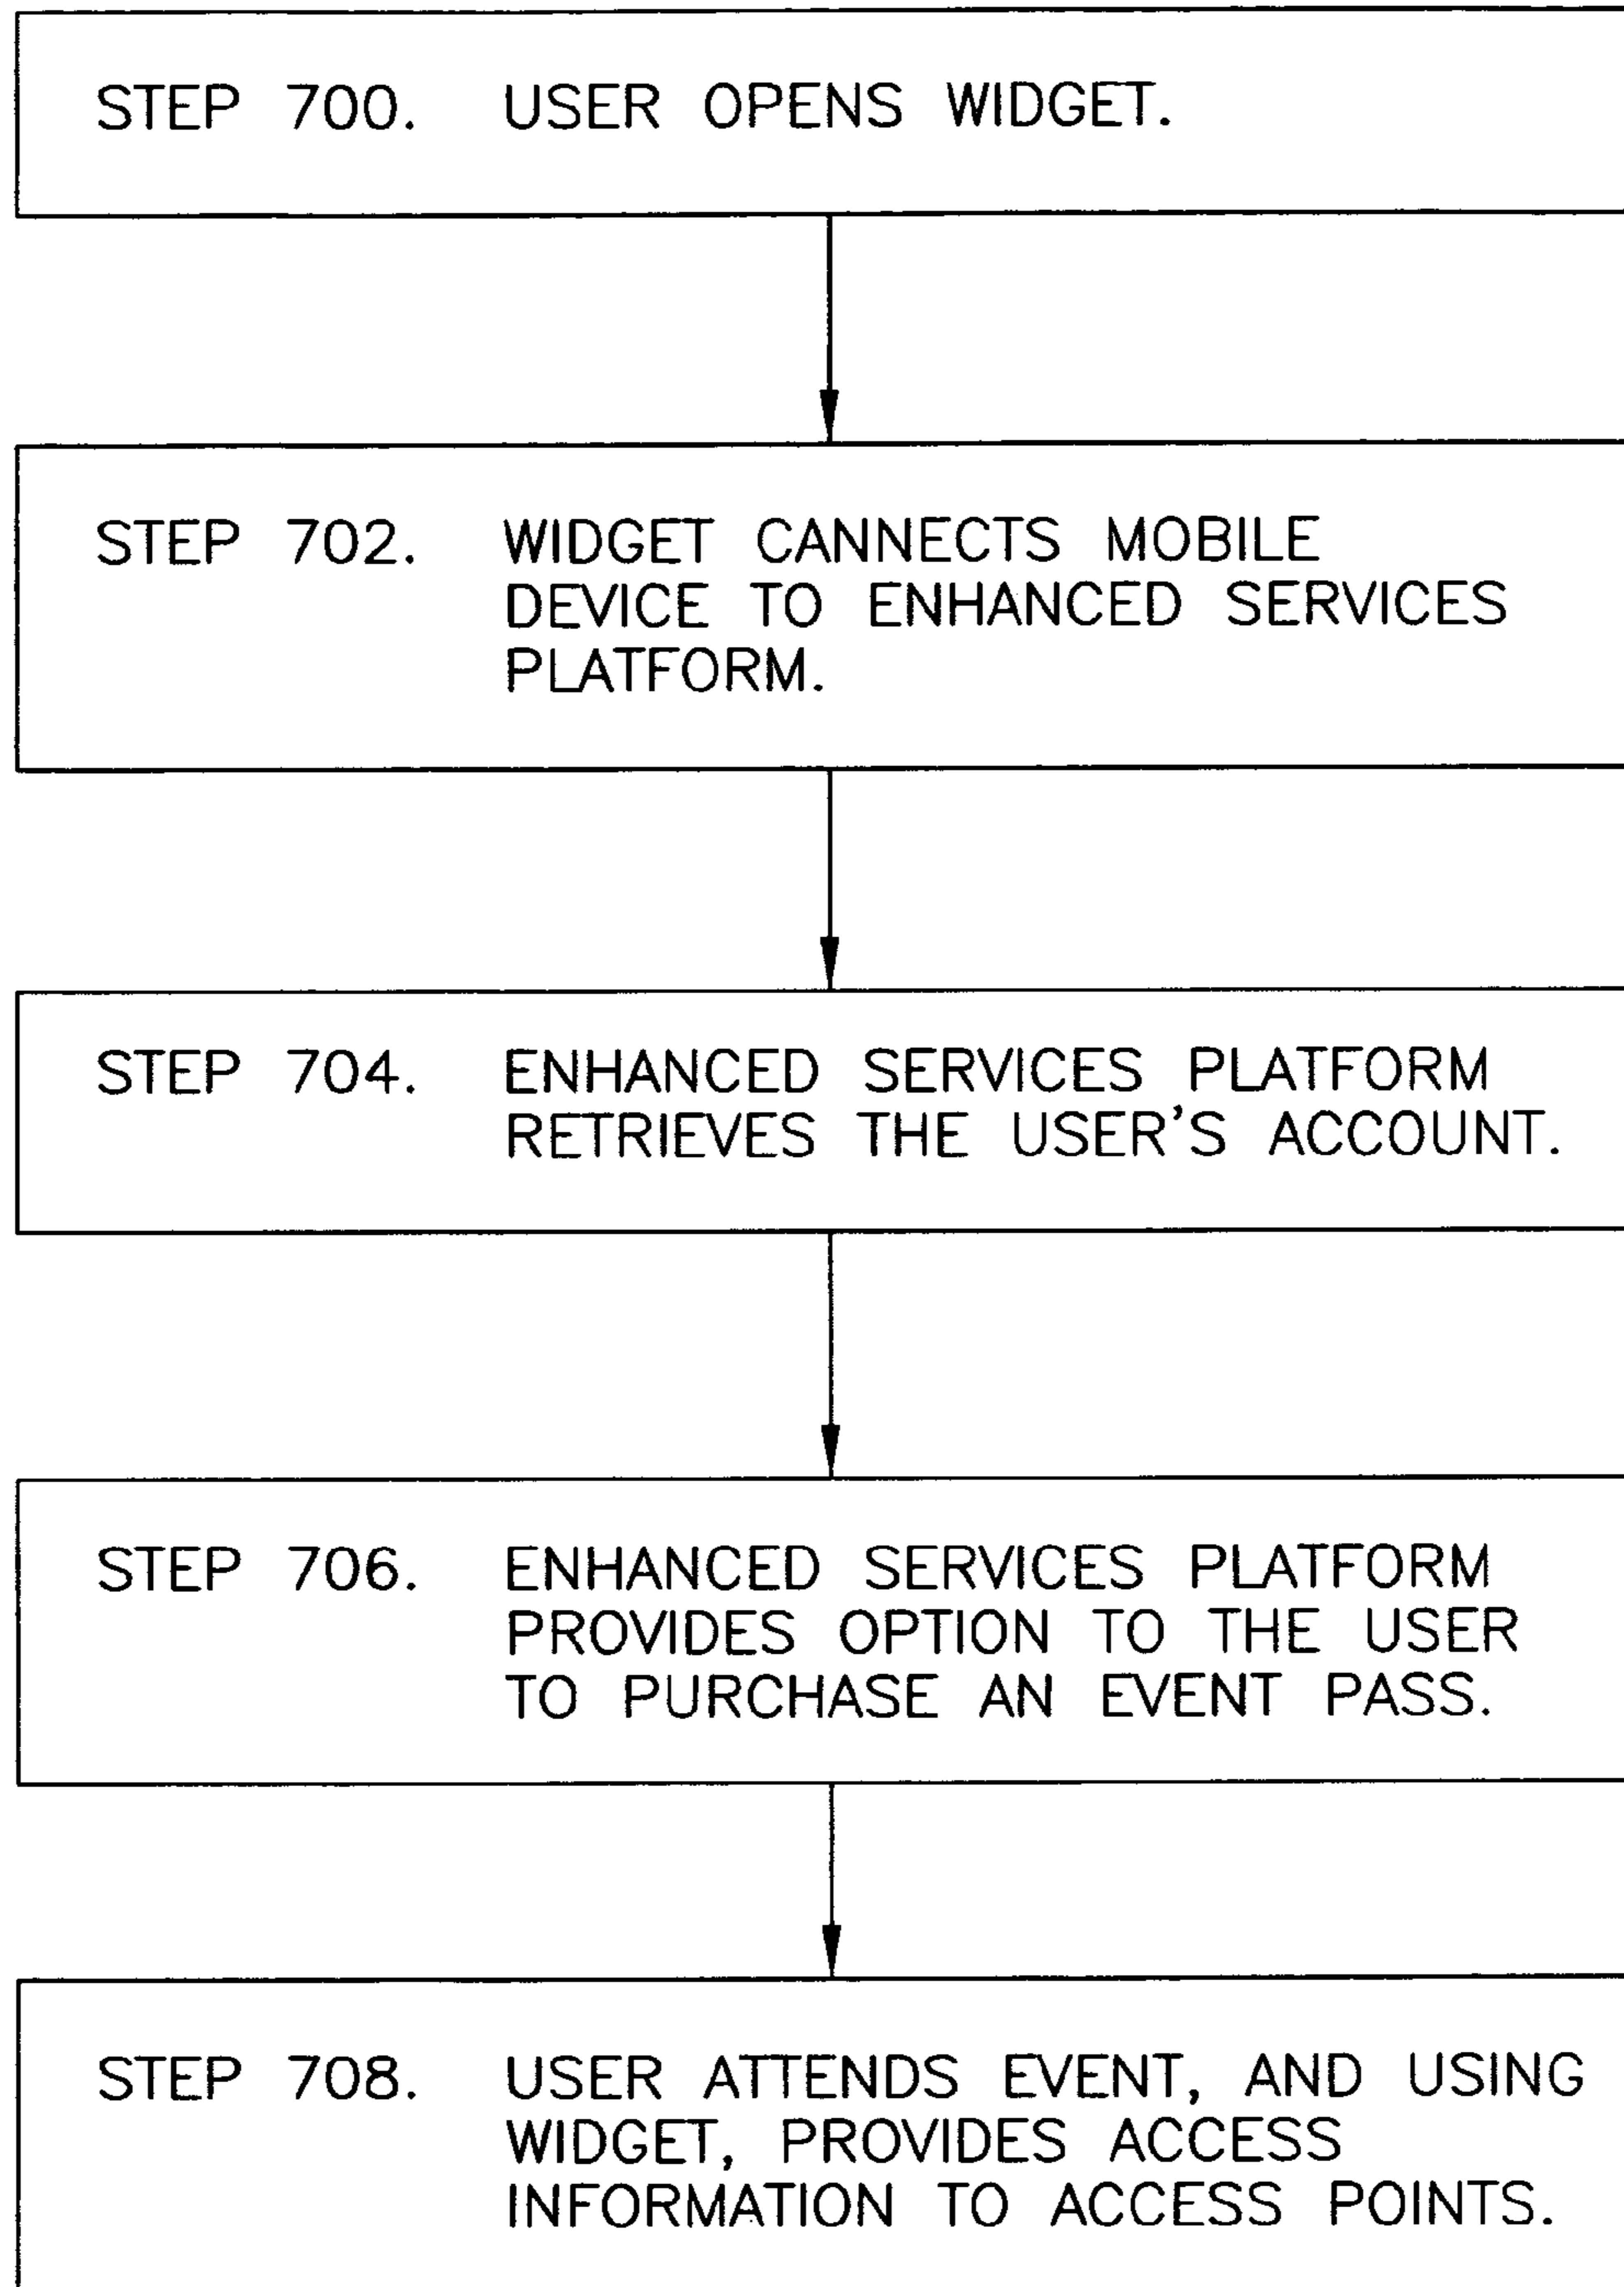 STEP 700. USER OPENS WIDGET.
STEP 702. WIDGET CANNECTS MOBILE
DEVICE TO ENHANCED SERVICES
PLATFORM.
STEP 704. ENHANCED SERVICES PLATFORM
RETRIEVES THE USER'S ACCOUNT.
STEP 706. ENHANCED SERVICES PLATFORM
PROVIDES OPTION TO THE USER
TO PURCHASE AN EVENT PASS.
STEP 708. USER ATTENDS EVENT, AND USING
WIDGET, PROVIDES ACCESS
INFORMATION TO ACCESS POINTS.